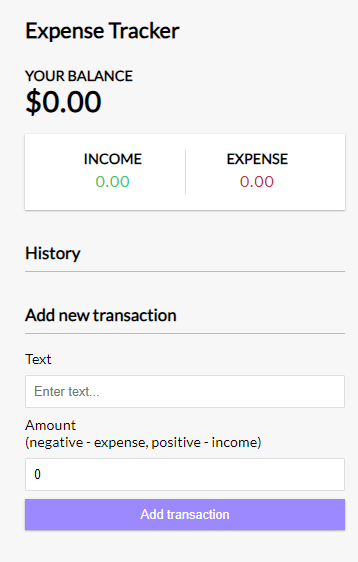 Expense Tracker
YOUR BALANCE
$0.00
INCOME
EXPENSE
0.00
0.00
History
Add new transaction
Text
Enter text...
Amount
(negative - expense, positive - income)
0
Add transaction